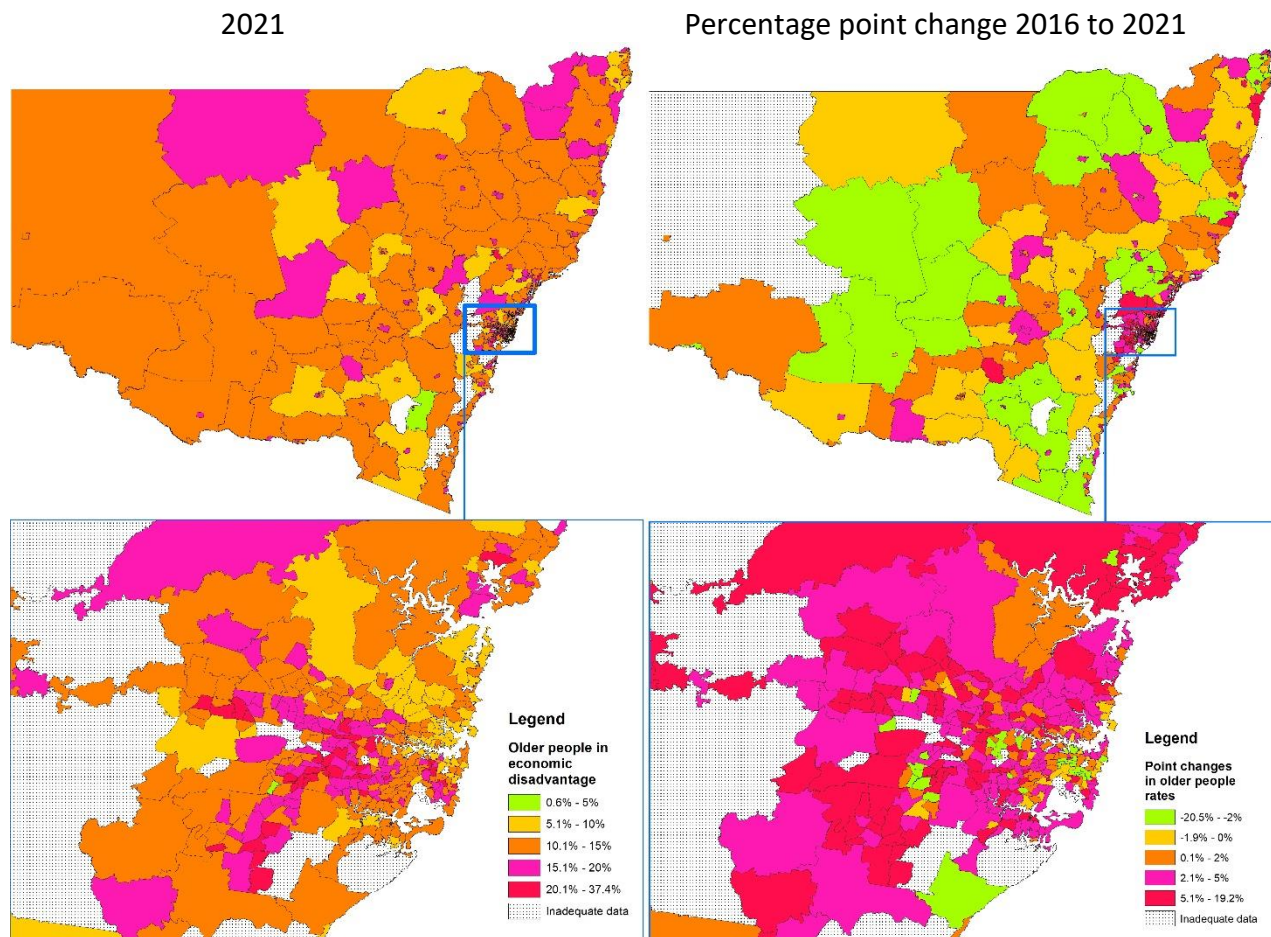 2021
Percentage point change 2016 to 2021
Legend
Older people in
economic
disadvantage
0.6% - 5%
5.1% - 10%
10.1% - 15%
15.1% - 20%
20.1% - 37.4%
Inadequate data
Legend
Point changes
in older people
rates
-20.5% - -2%
-1.9% - 0%
0.1% - 2%
2.1% - 5%
5.1% - 19.2%
Inadequate data